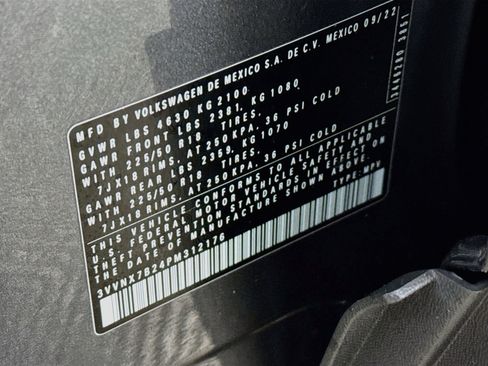 MFD BY VOLKSWAGEN DE MEXICO S.A. DE C.V. MEXICO 09/22
GVWR LBS 4630 KG 2100
GAWR FRONT LBS 2381, KG 1080
WITH 225/50 R18 TIRES,
7JX18 RIMS, AT 250 KPA, 36 PSI COLD
GAWR REAR LBS 2359, KG 1070
WITH 225/50 R18 TIRES,
7JX18 RIMS, AT 250 KPA, 36 PSI COLD
THIS VEHICLE CONFORMS TO ALL APPLICABLE
FEDERAL MOTOR VEHICLE SAFETY AND
THEFT PREVENTION STANDARDS IN EFFECT ON
DATE OF MANUFACTURE SHOWN ABOVE.
3VVNX7B24PM312176 TYPE: MPV